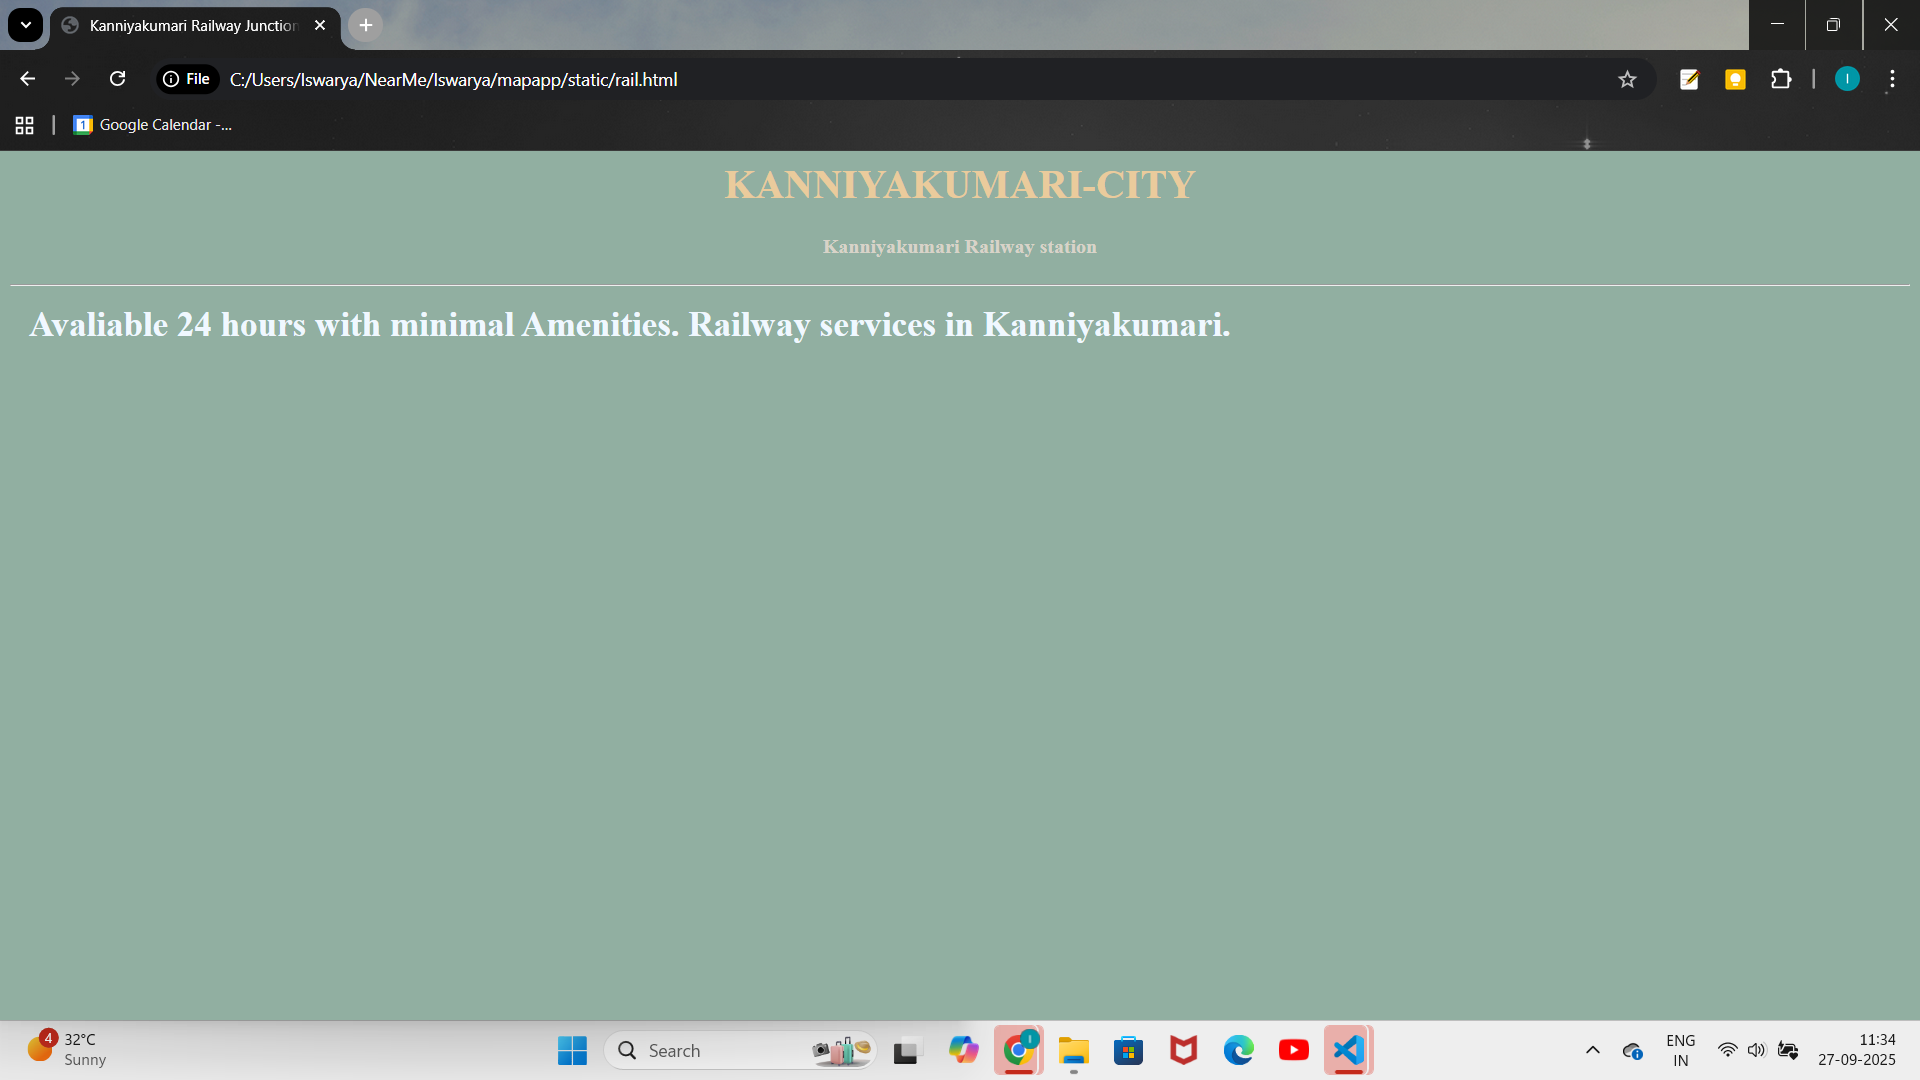 Kanniyakumari Railway Junction
File
C:/Users/Iswarya/NearMe/Iswarya/mapapp/static/rail.html
I
1
Google Calendar -...
KANNIYAKUMARI-CITY
Kanniyakumari Railway station
Avaliable 24 hours with minimal Amenities. Railway services in Kanniyakumari.
4
32°C
Sunny
Search
I
ENG
IN
11:34
27-09-2025